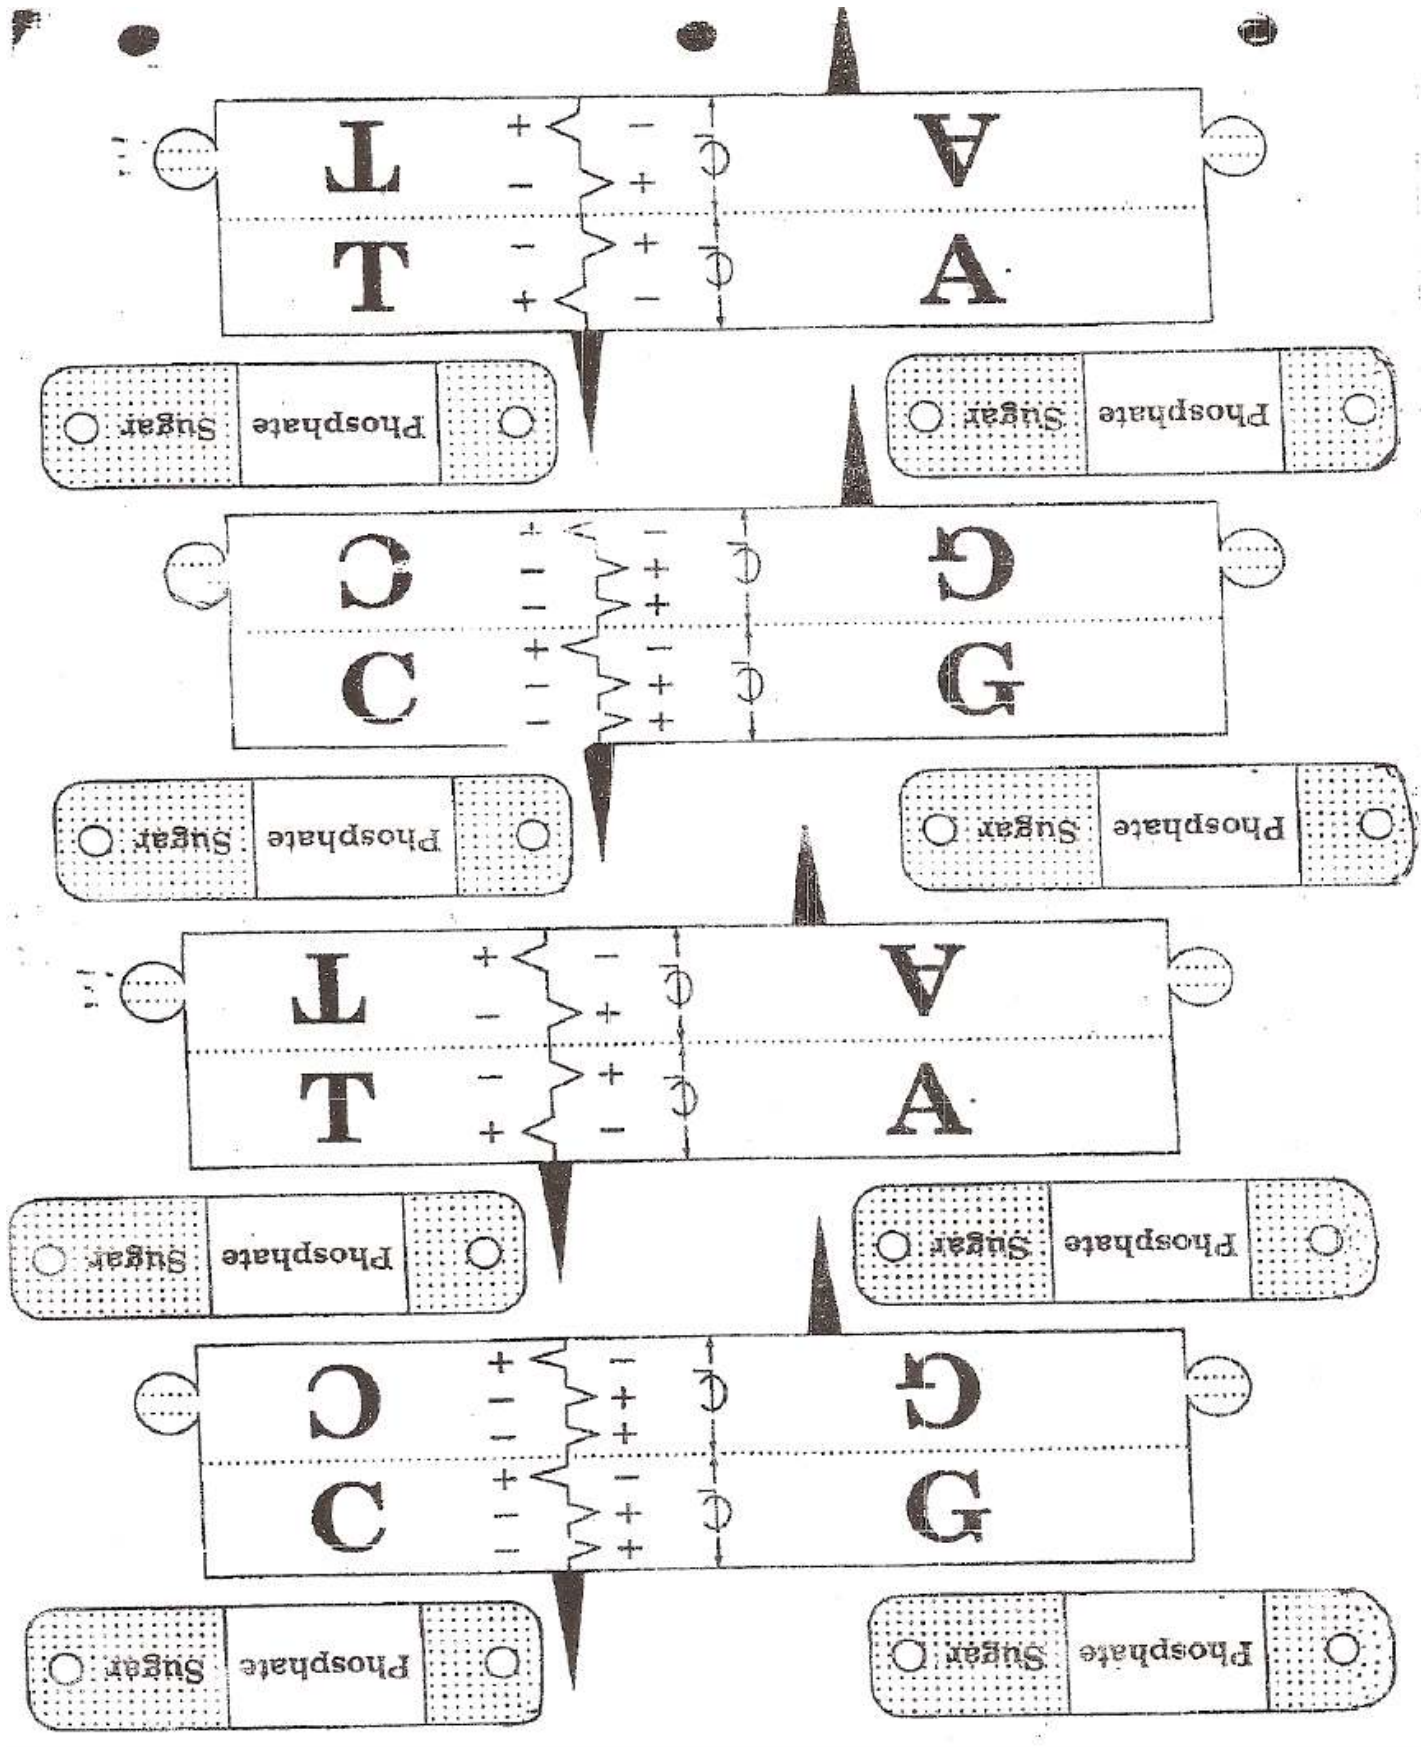 T + − A
− +
T − + A
+ −
Sugar Phosphate Sugar Phosphate
C + − G
− +
− +
C + − G
− +
− +
Sugar Phosphate Sugar Phosphate
T + − A
− +
T − + A
+ −
Sugar Phosphate Sugar Phosphate
C + − G
− +
− +
C + − G
− +
− +
Sugar Phosphate Sugar Phosphate